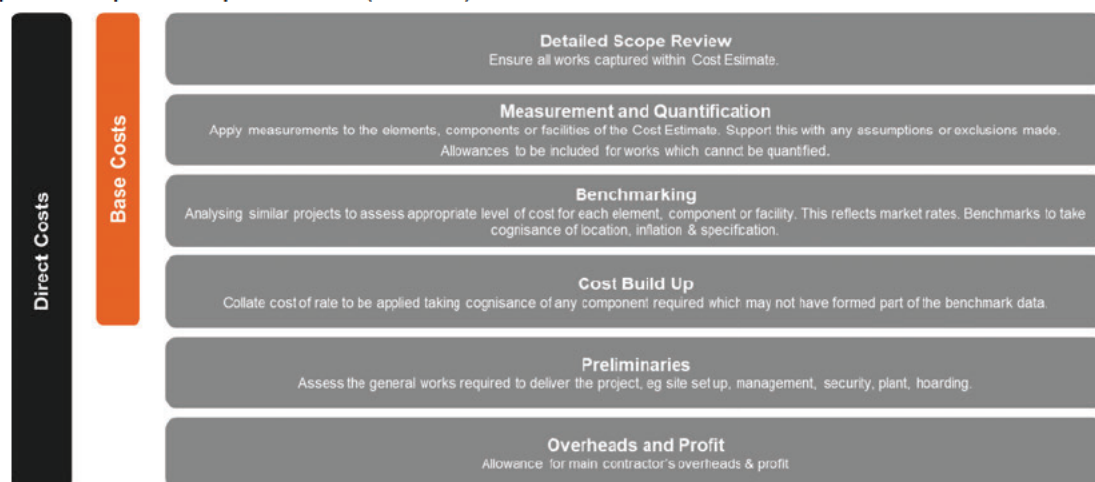 Direct Costs
Base Costs
Detailed Scope Review
Ensure all works captured within Cost Estimate.
Measurement and Quantification
Apply measurements to the elements, components or facilities of the Cost Estimate. Support this with any assumptions or exclusions made.
Allowances to be included for works which cannot be quantified.
Benchmarking
Analysing similar projects to assess appropriate level of cost for each element, component or facility. This reflects market rates. Benchmarks to take
cognisance of location, inflation & specification.
Cost Build Up
Collate cost of rate to be applied taking cognisance of any component required which may not have formed part of the benchmark data.
Preliminaries
Assess the general works required to deliver the project, eg site set up, management, security, plant, hoarding.
Overheads and Profit
Allowance for main contractor's overheads & profit